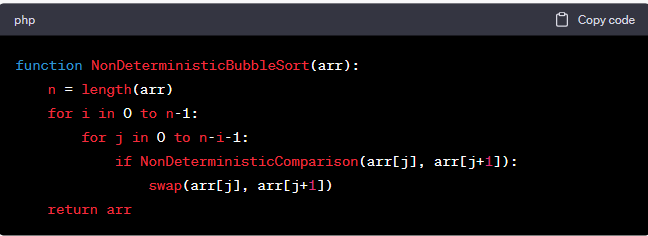 php
Copy code
function NonDeterministicBubbleSort(arr):
    n = length(arr)
    for i in 0 to n-1:
        for j in 0 to n-i-1:
            if NonDeterministicComparison(arr[j], arr[j+1]):
                swap(arr[j], arr[j+1])
    return arr